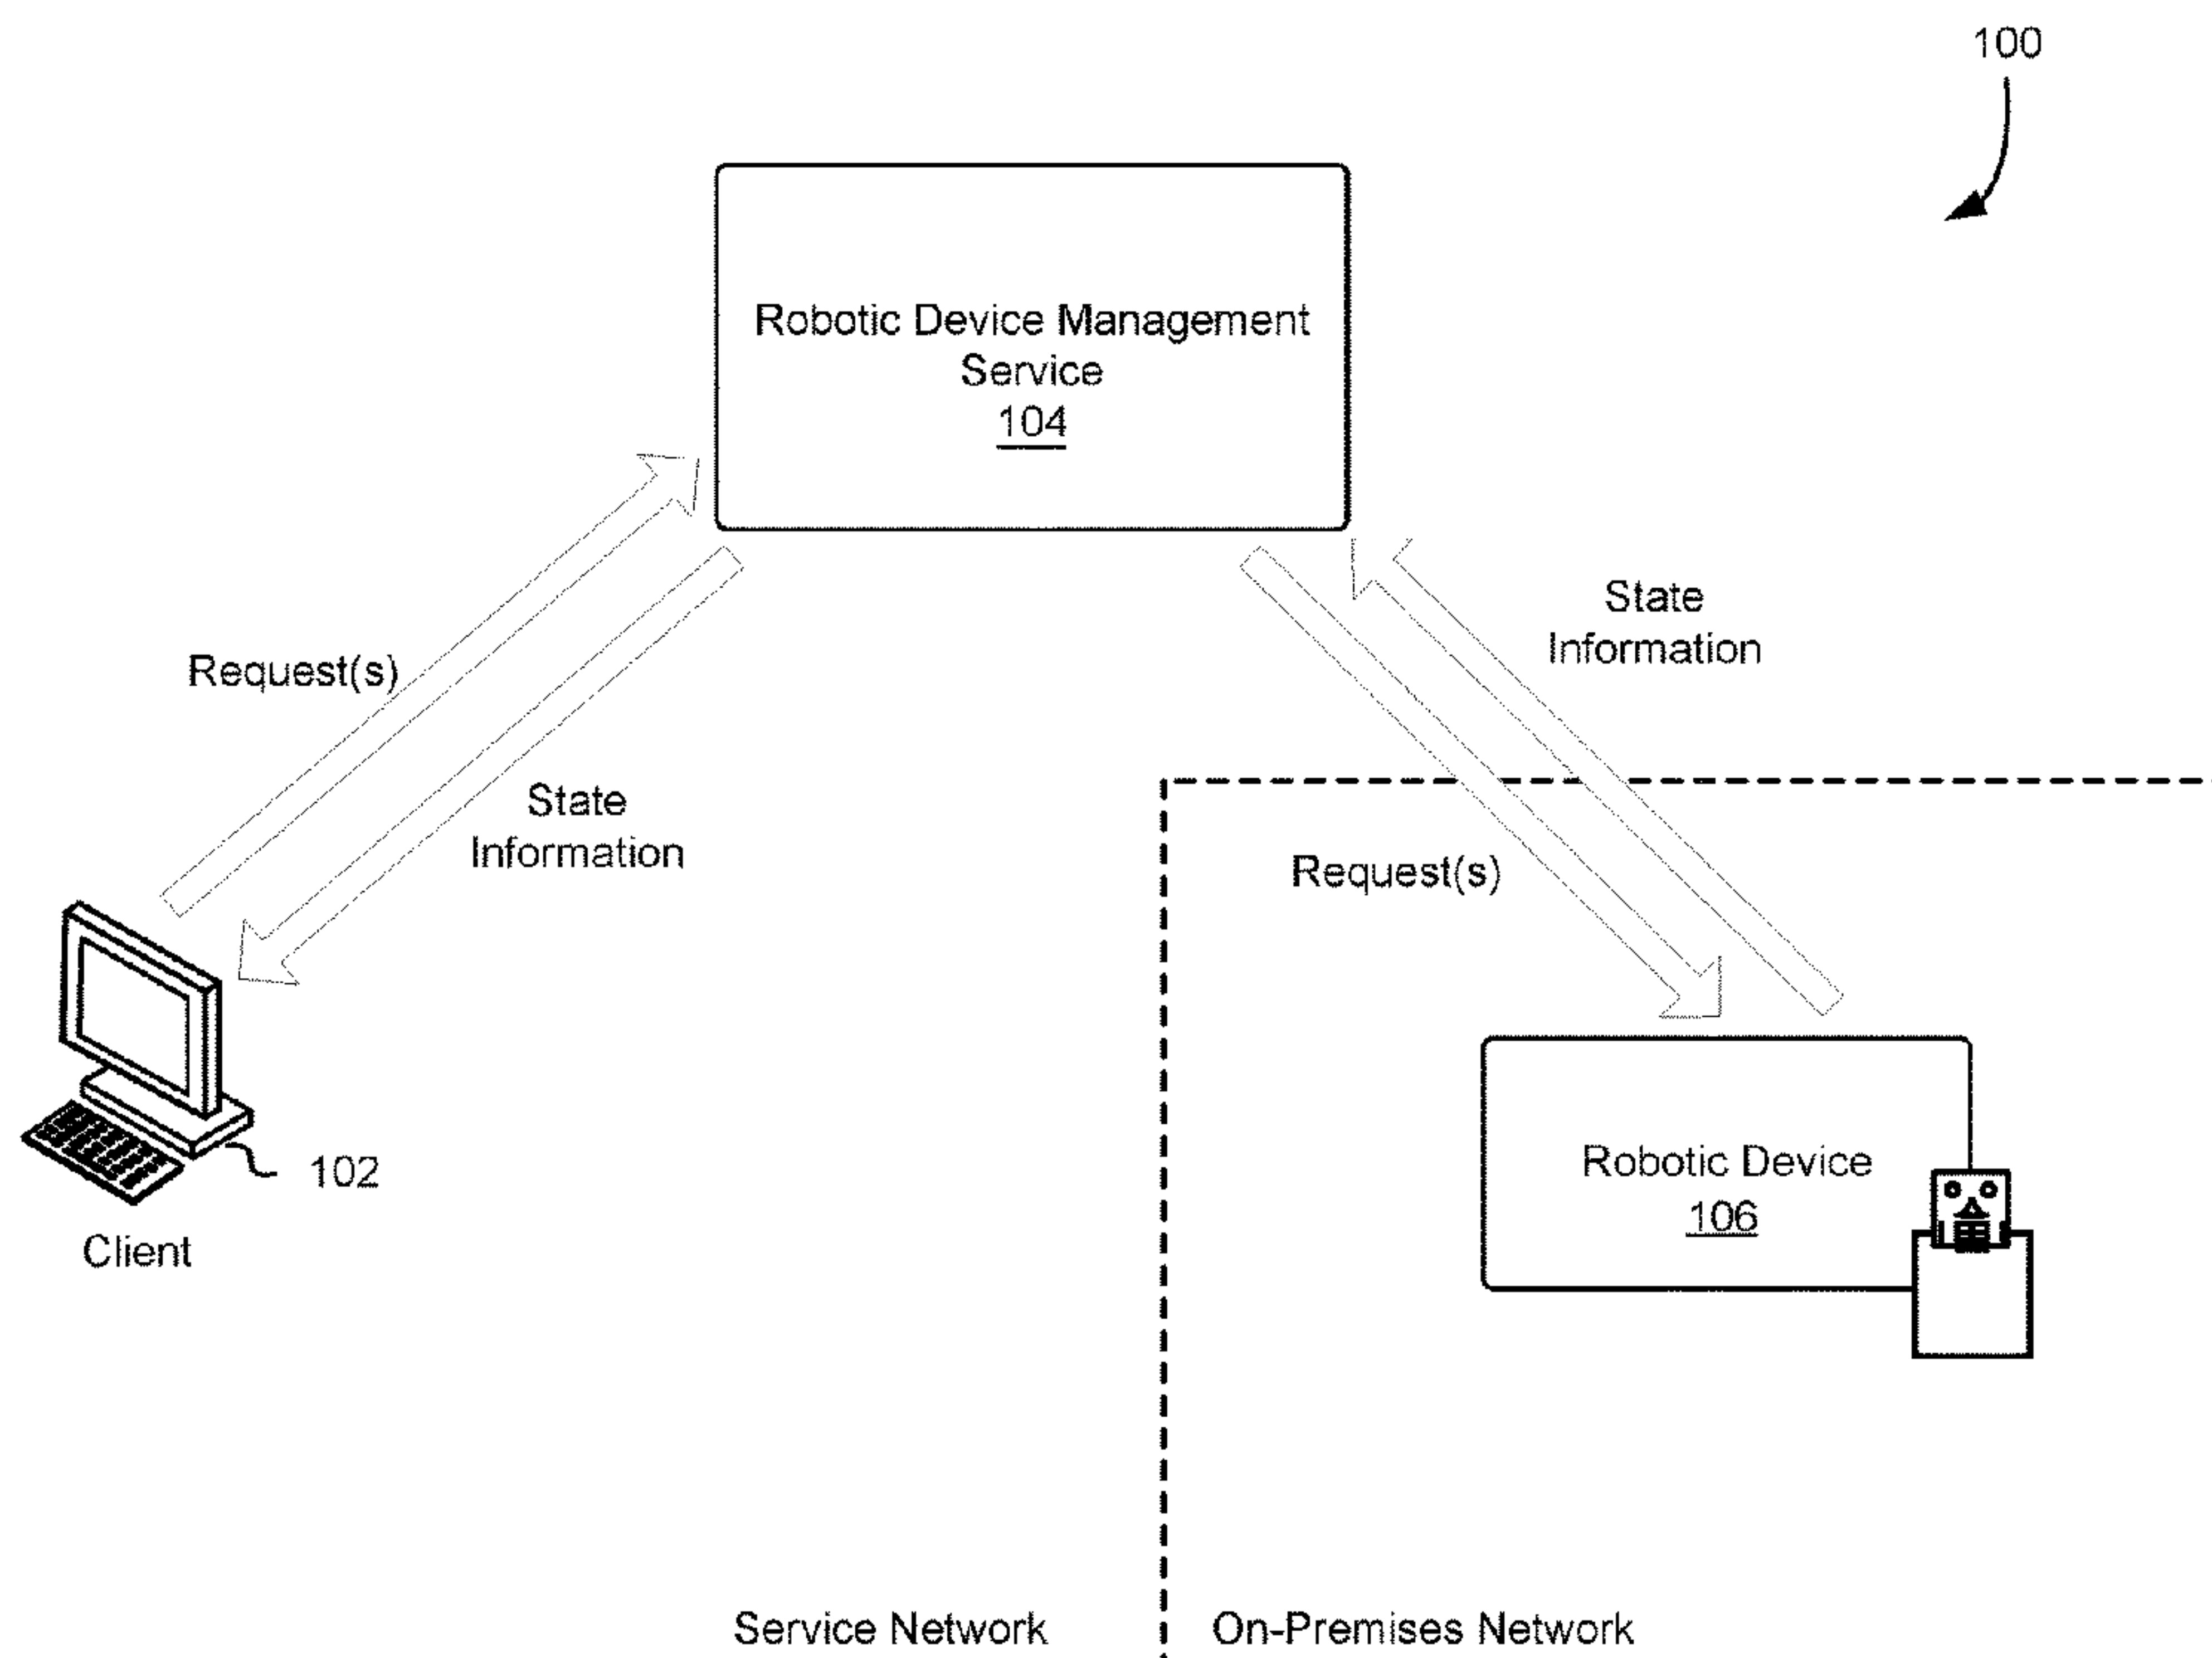 100
Robotic Device Management
Service
104
State
Information
Request(s)
State
Information
Request(s)
102
Client
Robotic Device
106
Service Network
On-Premises Network